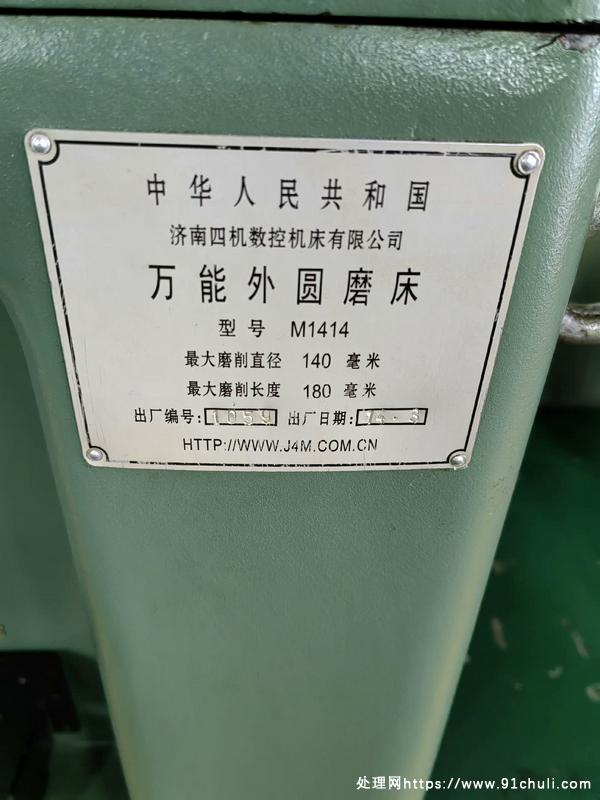 中华人民共和国
济南四机数控机床有限公司
万能外圆磨床
型号 M1414
最大磨削直径 140 毫米
最大磨削长度 180 毫米
出厂编号: 1059 出厂日期: 14-3
HTTP://WWW.J4M.COM.CN
处理网https://www.91chuli.com